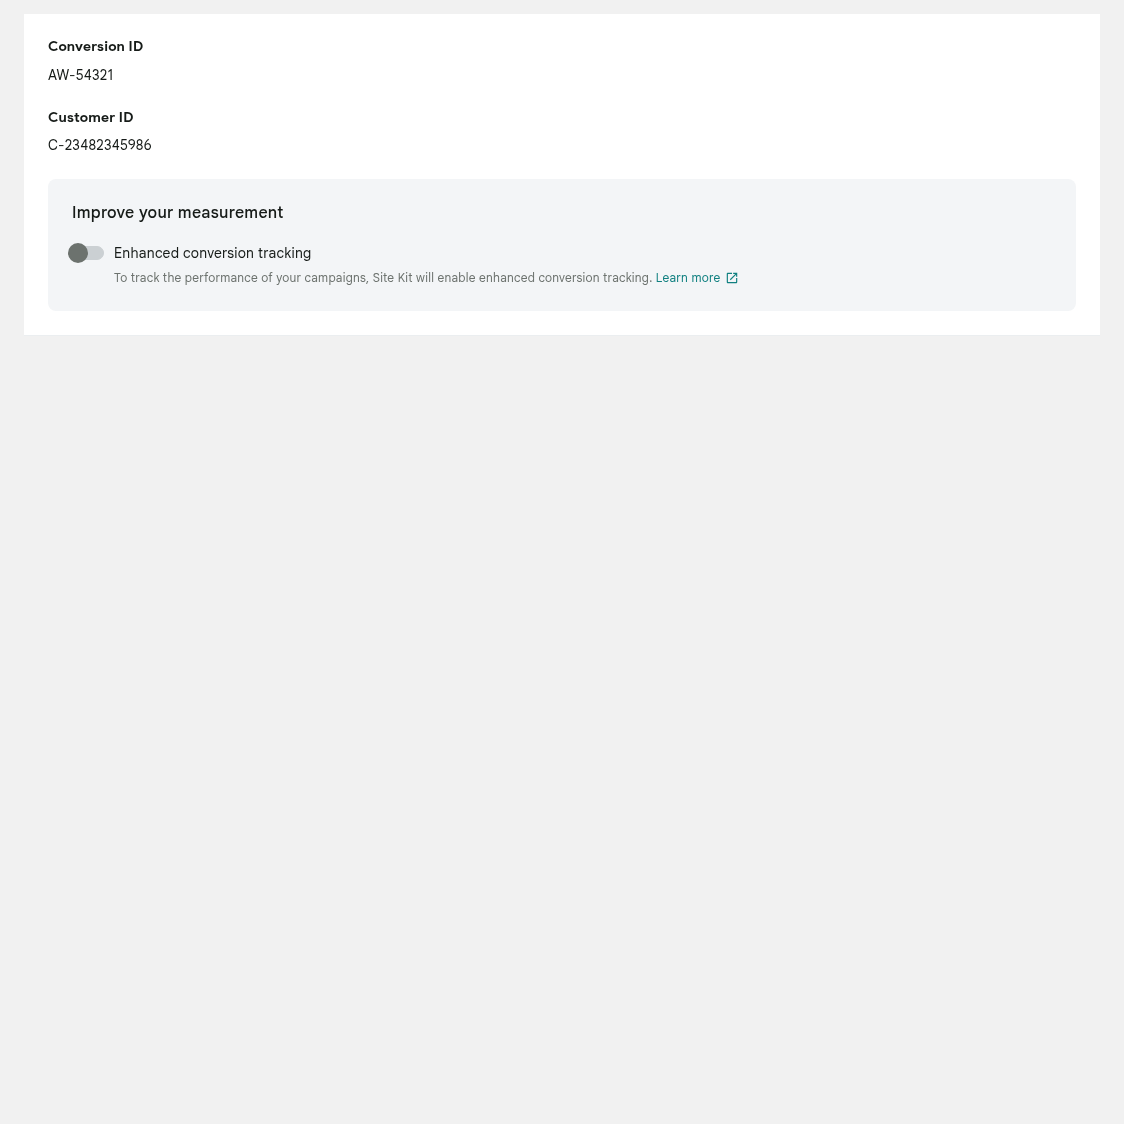 Conversion ID
AW-54321
Customer ID
C-23482345986
Improve your measurement
Enhanced conversion tracking
To track the performance of your campaigns, Site Kit will enable enhanced conversion tracking. Learn more